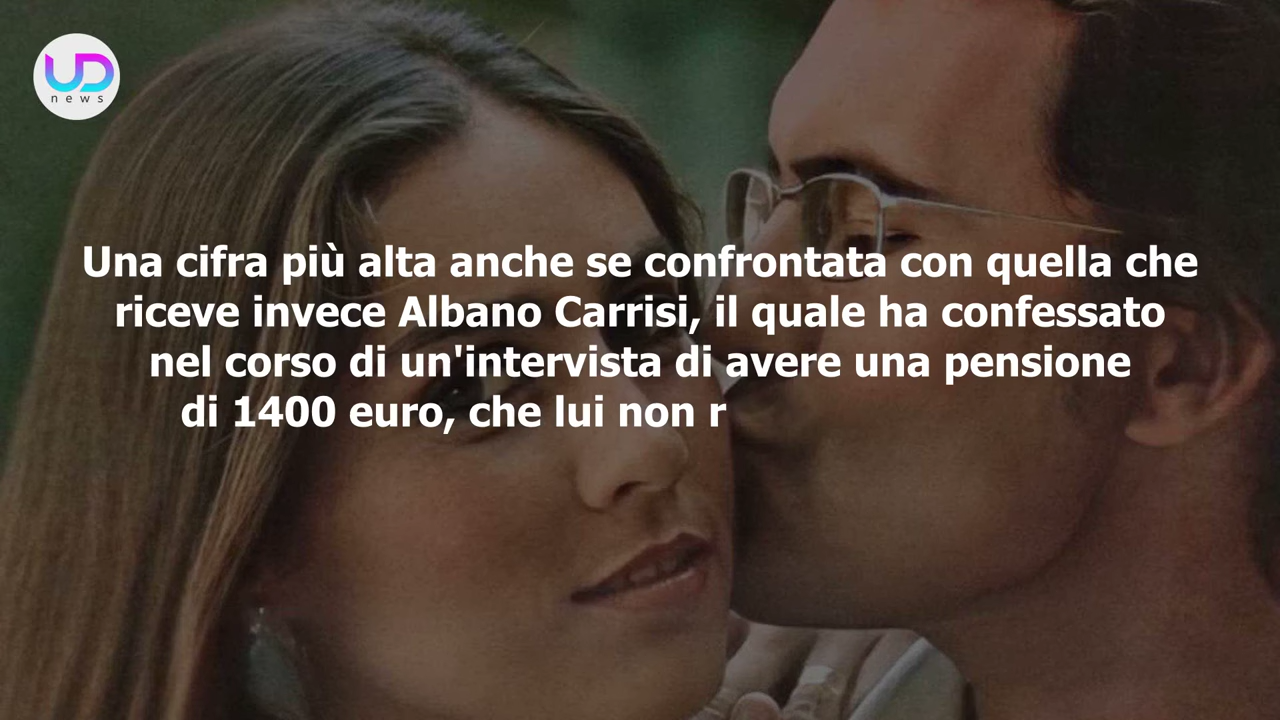 UD
news
Una cifra più alta anche se confrontata con quella che
riceve invece Albano Carrisi, il quale ha confessato
nel corso di un'intervista di avere una pensione
di 1400 euro, che lui non r